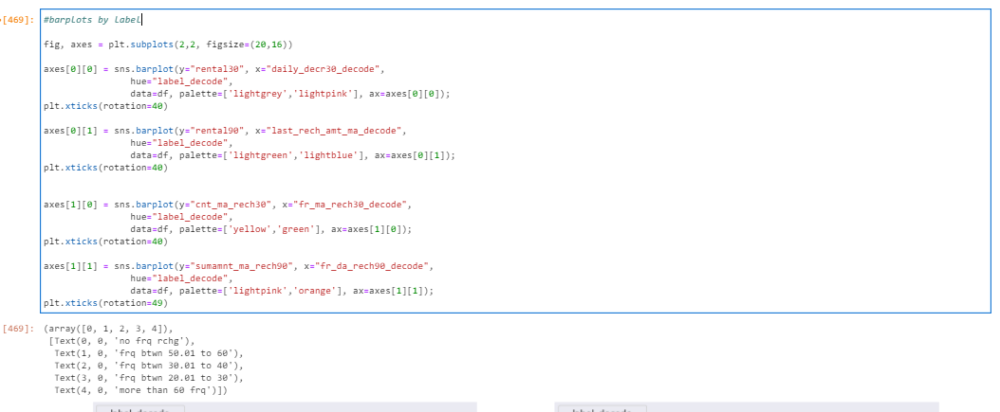 [469]: #barplots by label
fig, axes = plt.subplots(2,2, figsize=(20,16))
axes[0][0] = sns.barplot(y="rental30", x="daily_decr30_decode",
hue="label_decode",
data=df, palette=['lightgrey','lightpink'], ax=axes[0][0]);
plt.xticks(rotation=40)
axes[0][1] = sns.barplot(y="rental90", x="last_rech_amt_ma_decode",
hue="label_decode",
data=df, palette=['lightgreen','lightblue'], ax=axes[0][1]);
plt.xticks(rotation=40)
axes[1][0] = sns.barplot(y="cnt_ma_rech30", x="fr_ma_rech30_decode",
hue="label_decode",
data=df, palette=['yellow','green'], ax=axes[1][0]);
plt.xticks(rotation=40)
axes[1][1] = sns.barplot(y="sumamnt_ma_rech90", x="fr_da_rech90_decode",
hue="label_decode",
data=df, palette=['lightpink','orange'], ax=axes[1][1]);
plt.xticks(rotation=49)
[469]: (array([0, 1, 2, 3, 4]),
[Text(0, 0, 'no frq rchg'),
Text(1, 0, 'frq btwn 50.01 to 60'),
Text(2, 0, 'frq btwn 30.01 to 40'),
Text(3, 0, 'frq btwn 20.01 to 30'),
Text(4, 0, 'more than 60 frq')])